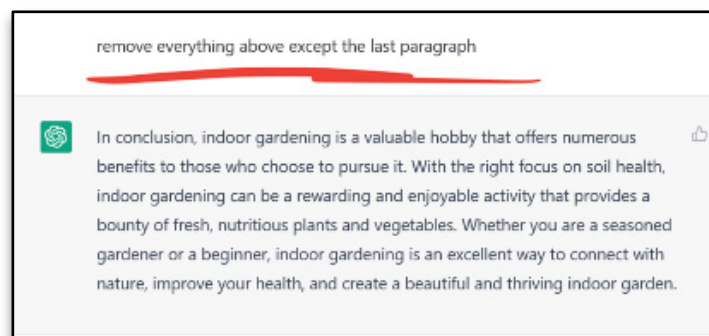 remove everything above except the last paragraph
In conclusion, indoor gardening is a valuable hobby that offers numerous
benefits to those who choose to pursue it. With the right focus on soil health,
indoor gardening can be a rewarding and enjoyable activity that provides a
bounty of fresh, nutritious plants and vegetables. Whether you are a seasoned
gardener or a beginner, indoor gardening is an excellent way to connect with
nature, improve your health, and create a beautiful and thriving indoor garden.